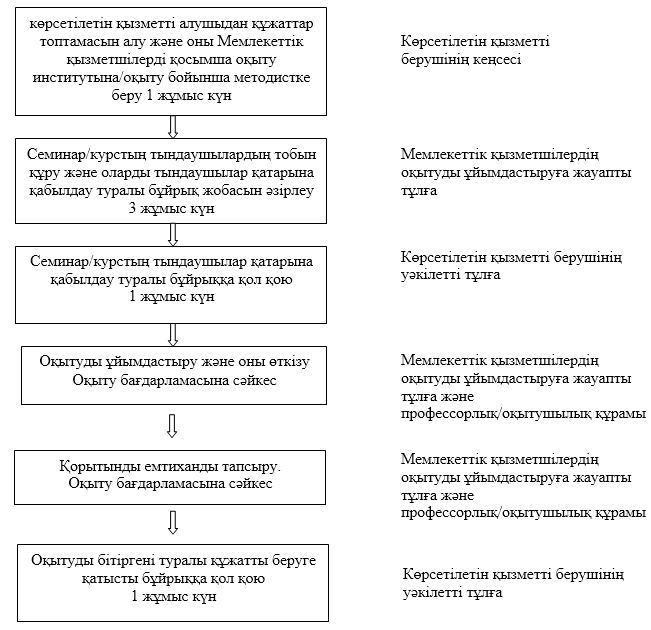 көрсетілетін қызметті алушыдан құжаттар
топтамасын алу және оны Мемлекеттік
қызметшілерді қосымша оқыту
институтына/оқыту бойынша методистке
беру 1 жұмыс күн
Көрсетілетін қызметті
берушінің кеңсесі
Семинар/курстың тындаушылардың тобын
құру және оларды тындаушылар қатарына
қабылдау туралы бұйрық жобасын әзірлеу
3 жұмыс күн
Мемлекеттік қызметшілердің
оқытуды ұйымдастыруға жауапты
тұлға
Семинар/курстың тындаушылар қатарына
қабылдау туралы бұйрыққа қол қою
1 жұмыс күн
Көрсетілетін қызметті берушінің
уәкілетті тұлға
Оқытуды ұйымдастыру және оны өткізу
Оқыту бағдарламасына сәйкес
Мемлекеттік қызметшілердің
оқытуды ұйымдастыруға жауапты
тұлға және
профессорлық/оқытушылық құрамы
Қорытынды емтиханды тапсыру.
Оқыту бағдарламасына сәйкес
Мемлекеттік қызметшілердің
оқытуды ұйымдастыруға жауапты
тұлға және
профессорлық/оқытушылық құрамы
Оқытуды бітіргені туралы құжатты беруге
қатысты бұйрыққа қол қою
1 жұмыс күн
Көрсетілетін қызметті берушінің
уәкілетті тұлға